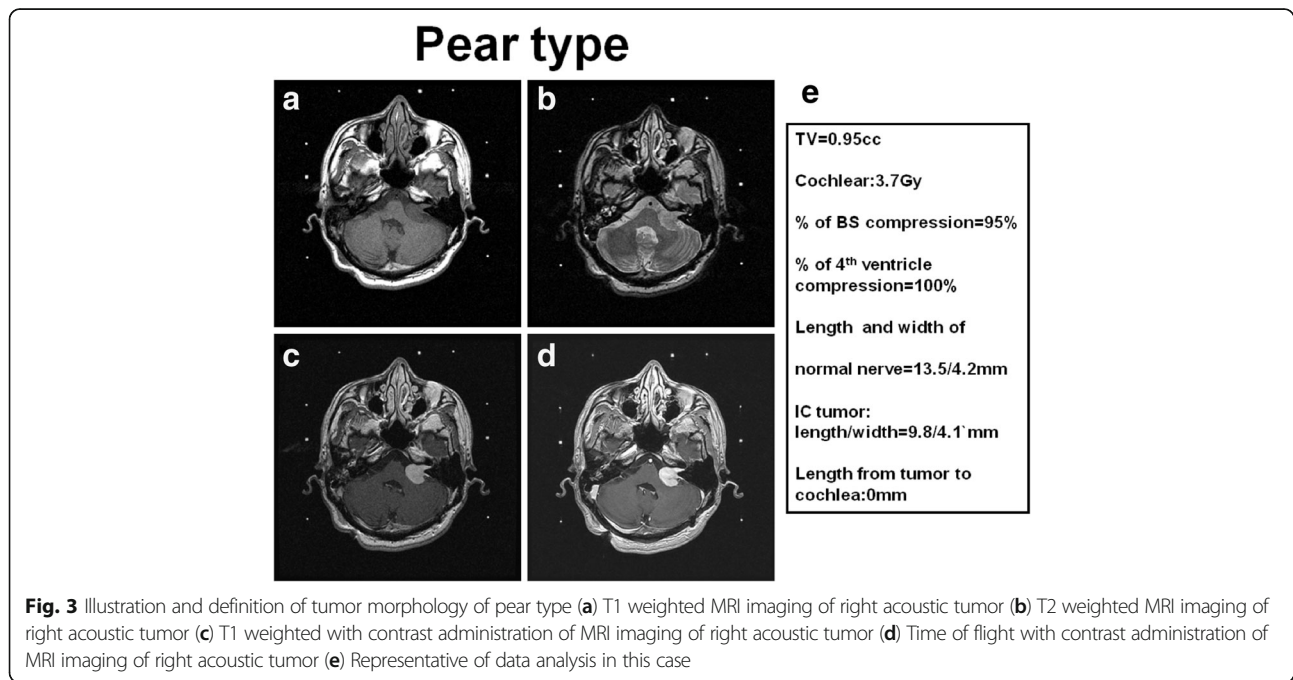 Pear type
a
b
c
d
e
TV=0.95cc
Cochlear:3.7Gy
% of BS compression=95%
% of 4th ventricle
compression=100%
Length and width of
normal nerve=13.5/4.2mm
IC tumor:
length/width=9.8/4.1`mm
Length from tumor to
cochlea:0mm
Fig. 3 Illustration and definition of tumor morphology of pear type (a) T1 weighted MRI imaging of right acoustic tumor (b) T2 weighted MRI imaging of
right acoustic tumor (c) T1 weighted with contrast administration of MRI imaging of right acoustic tumor (d) Time of flight with contrast administration of
MRI imaging of right acoustic tumor (e) Representative of data analysis in this case